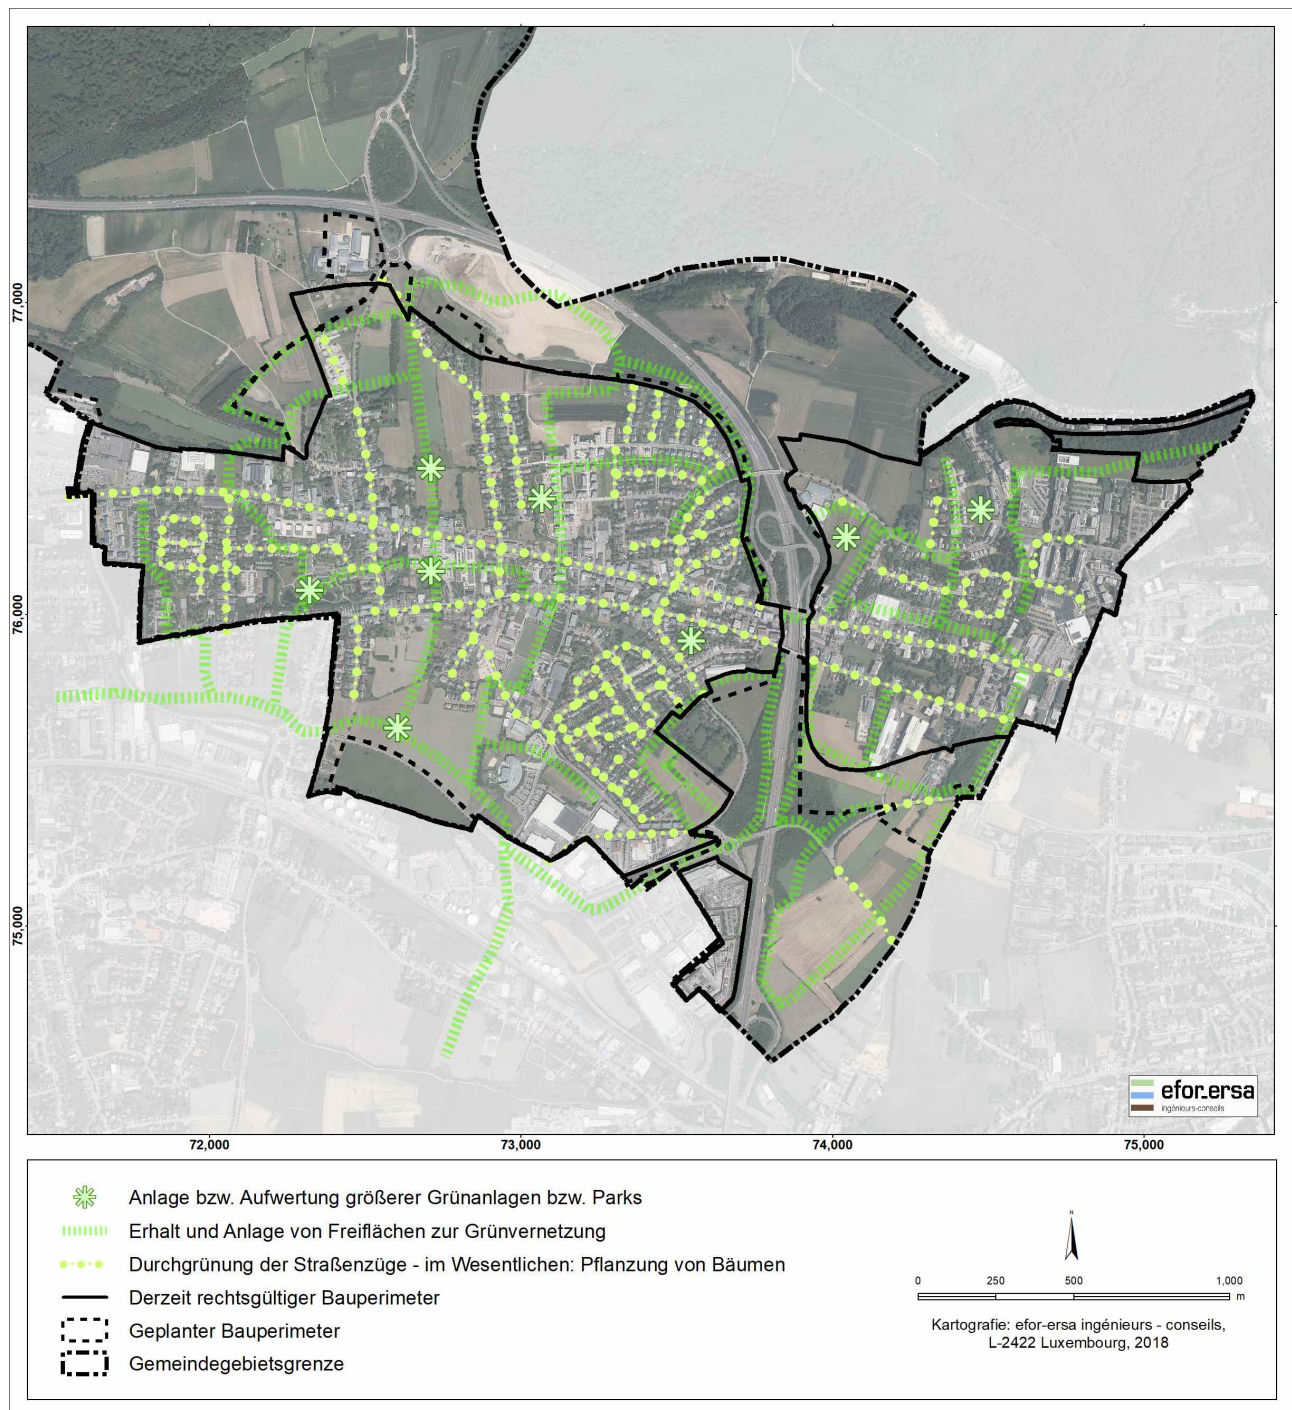 77,000
76,000
75,000
72,000
73,000
74,000
75,000
efor_ersa
ingénieurs-conseils
Anlage bzw. Aufwertung größerer Grünanlagen bzw. Parks
Erhalt und Anlage von Freiflächen zur Grünvernetzung
Durchgrünung der Straßenzüge - im Wesentlichen: Pflanzung von Bäumen
Derzeit rechtsgültiger Bauperimeter
Geplanter Bauperimeter
Gemeindegebietsgrenze
N
0 250 500 1,000
m
Kartografie: efor-ersa ingénieurs - conseils,
L-2422 Luxembourg, 2018